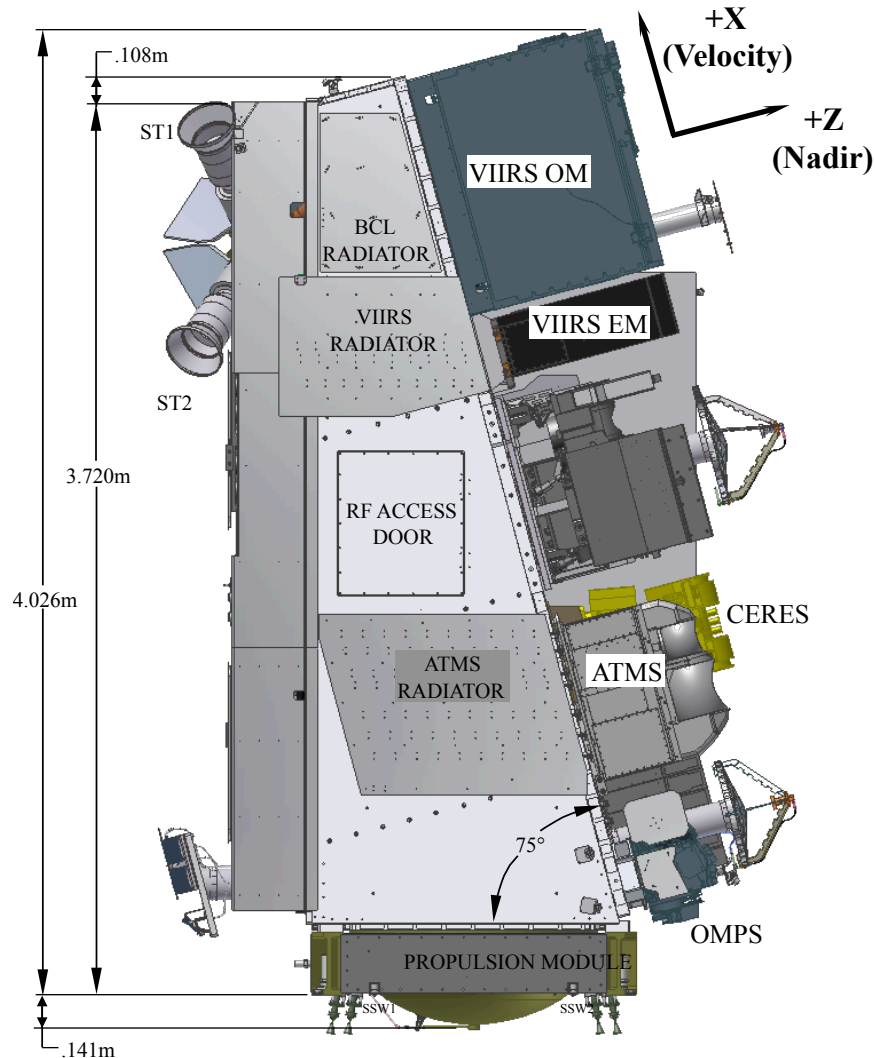 +X
(Velocity)
.108m
+Z
(Nadir)
ST1
VIIRS OM
BCL
RADIATOR
VIIRS
RADIATOR
VIIRS EM
ST2
3.720m
RF ACCESS
DOOR
4.026m
CERES
ATMS
RADIATOR
ATMS
75°
OMPS
PROPULSION MODULE
SSW1
SSW2
.141m